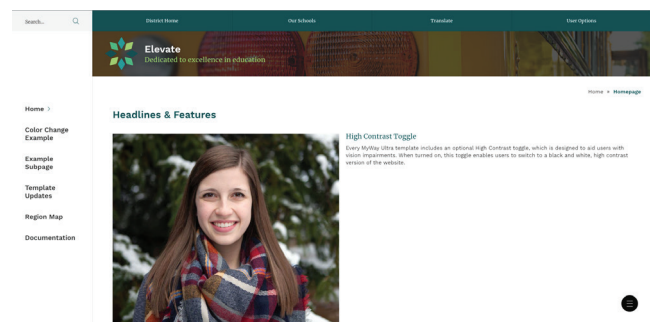 Search...
District Home
Our Schools
Translate
User Options
Elevate
Dedicated to excellence in education
Home
Homepage
Home >
Color Change
Example
Example
Subpage
Template
Updates
Region Map
Documentation
Headlines & Features
High Contrast Toggle
Every MyWay Ultra template includes an optional High Contrast toggle, which is designed to aid users with
vision impairments. When turned on, this toggle enables users to switch to a black and white, high contrast
version of the website.